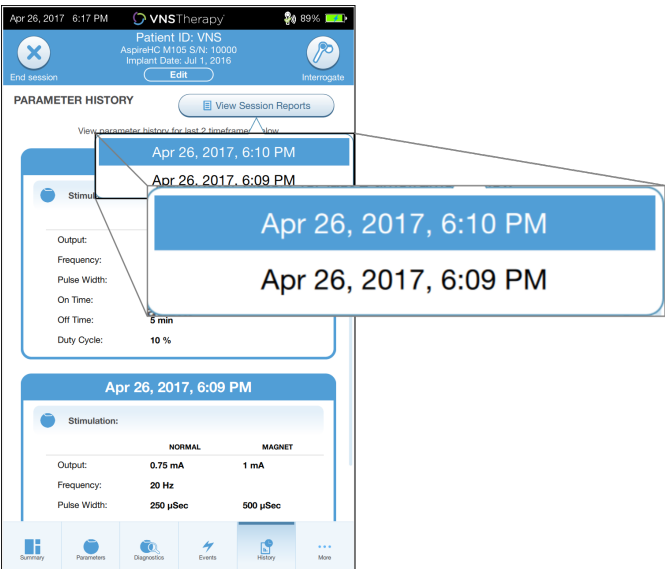 Apr 26, 2017 6:17 PM VNSTherapy 89%
Patient ID: VNS
AspireHC M105 S/N: 10000
Implant Date: Jul 1, 2016
Edit
End session
Interrogate
PARAMETER HISTORY
View Session Reports
View parameter history for last 2 timeframes below
Apr 26, 2017, 6:10 PM
Apr 26, 2017, 6:09 PM
Apr 26, 2017, 6:10 PM
Apr 26, 2017, 6:09 PM
Output:
Frequency:
Pulse Width:
On Time:
Off Time: 5 min
Duty Cycle: 10 %
Apr 26, 2017, 6:09 PM
Stimulation:
NORMAL MAGNET
Output: 0.75 mA 1 mA
Frequency: 20 Hz
Pulse Width: 250 µSec 500 µSec
Summary Parameters Diagnostics Events History More